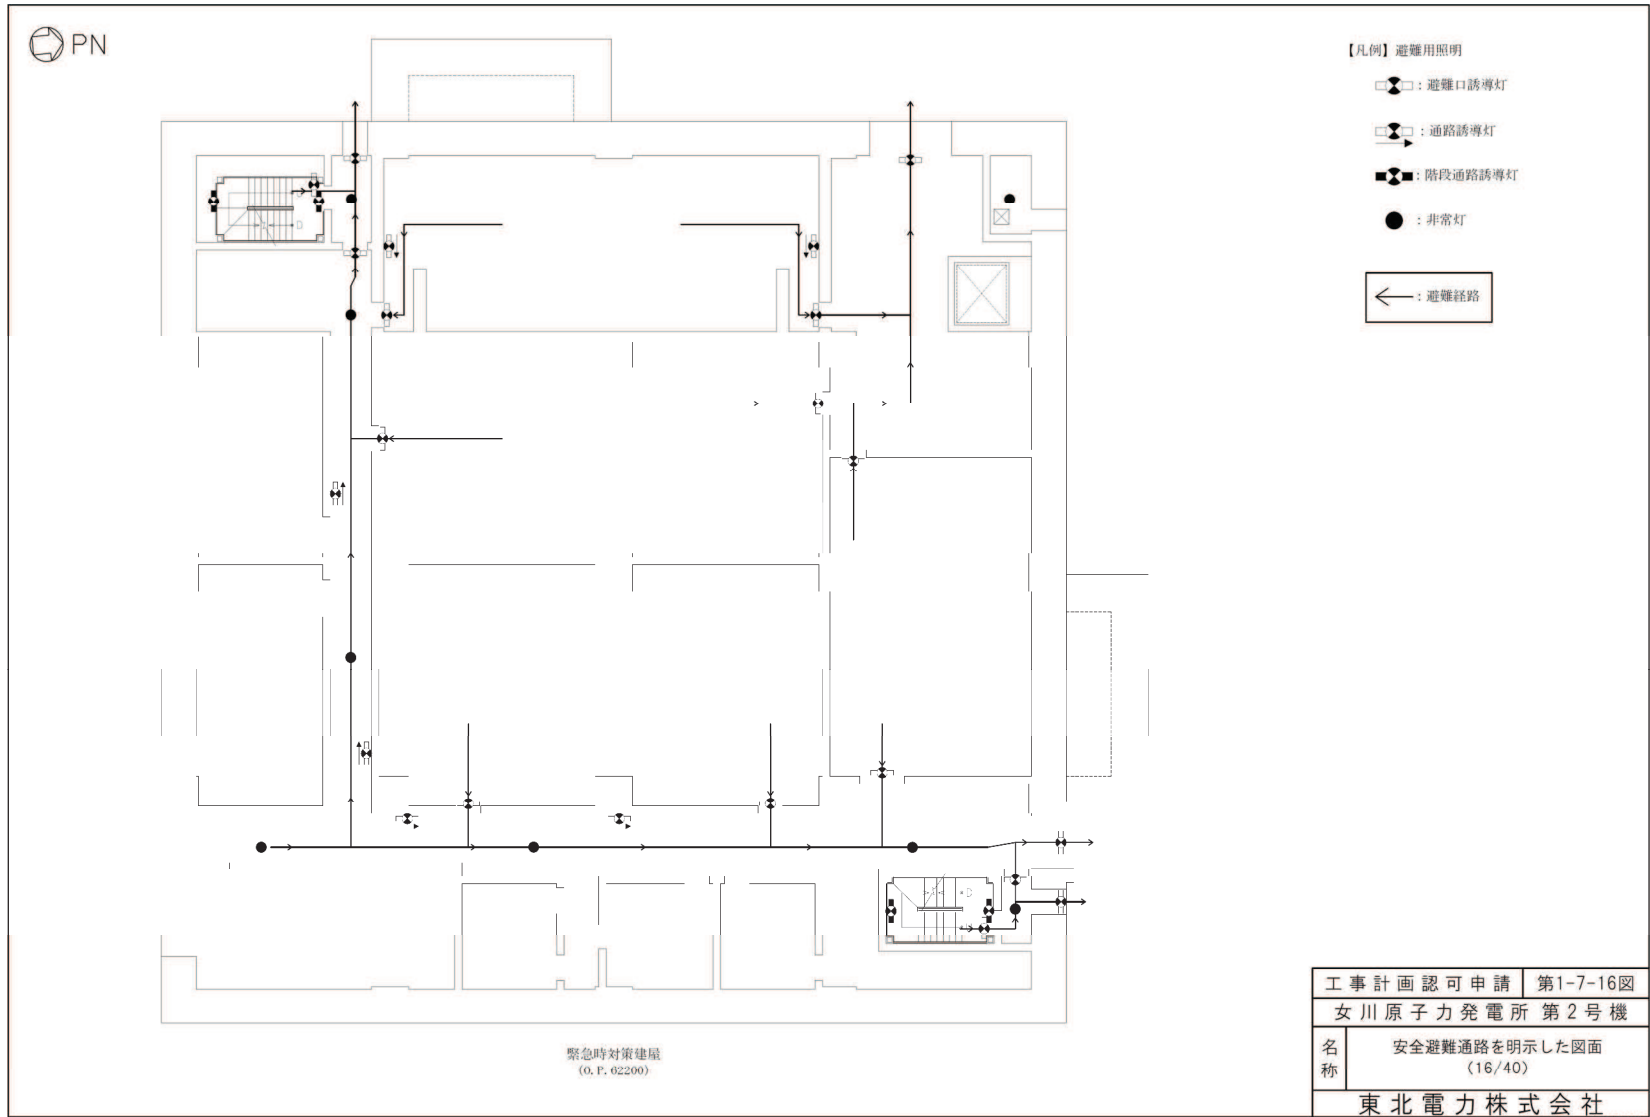 PN
【凡例】避難用照明
：避難口誘導灯
：通路誘導灯
：階段通路誘導灯
：非常灯
：避難経路
緊急時対策建屋
(O.P.62200)
工事計画認可申請 第1-7-16図
女川原子力発電所 第2号機
名称 安全避難通路を明示した図面
(16/40)
東北電力株式会社